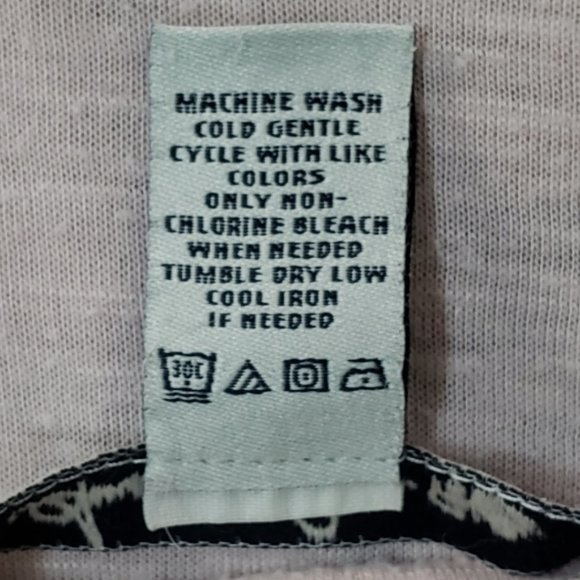 MACHINE WASH
COLD GENTLE
CYCLE WITH LIKE
COLORS
ONLY NON-
CHLORINE BLEACH
WHEN NEEDED
TUMBLE DRY LOW
COOL IRON
IF NEEDED
30C